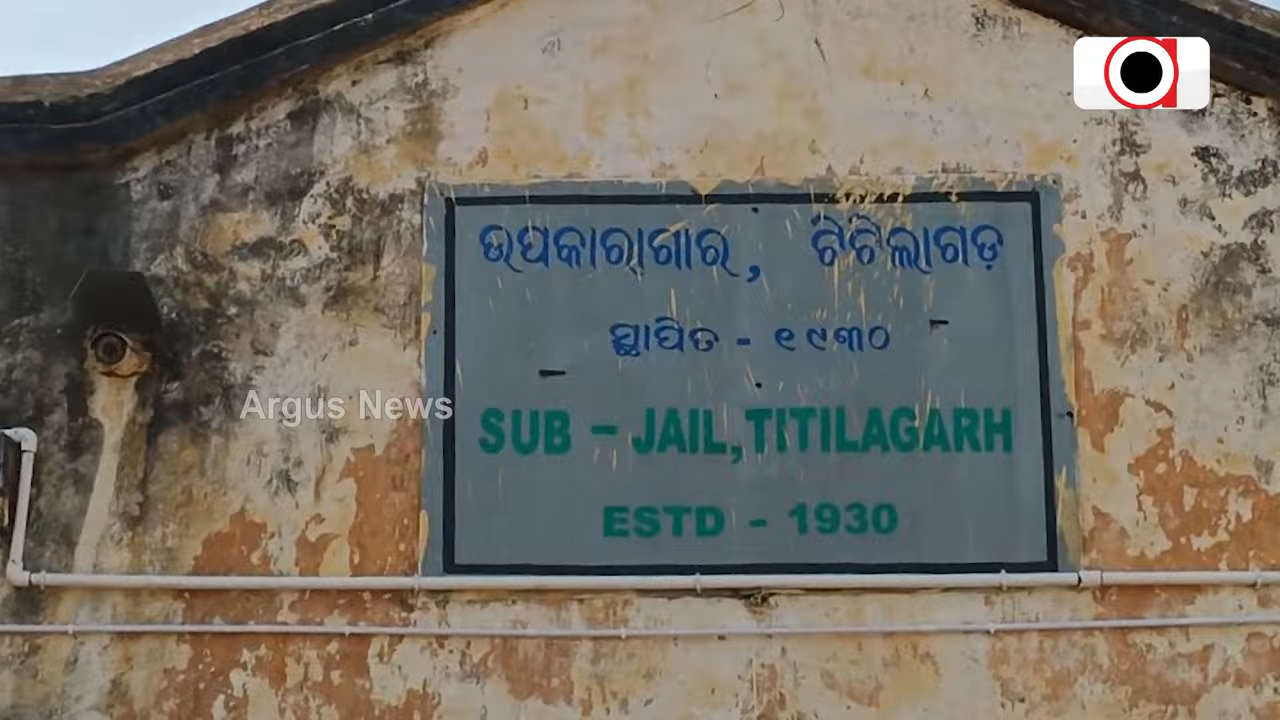 ଉପକାରାଗାର, ଟିଟିଲାଗଡ଼
ସ୍ଥାପିତ - ୧୯୩୦
Argus News
SUB - JAIL, TITILAGARH
ESTD - 1930